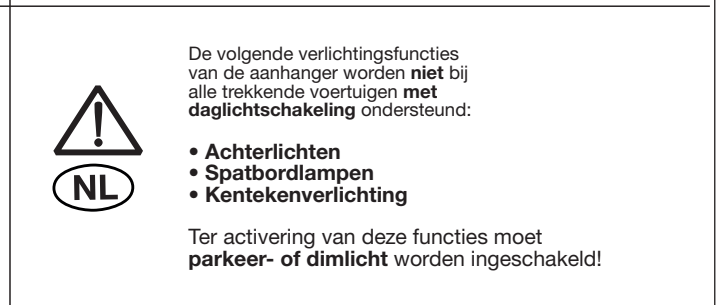 De volgende verlichtingsfuncties
van de aanhanger worden niet bij
alle trekkende voertuigen met
daglichtschakeling ondersteund:
• Achterlichten
• Spatbordlampen
• Kentekenverlichting
NL
Ter activering van deze functies moet
parkeer- of dimlicht worden ingeschakeld!